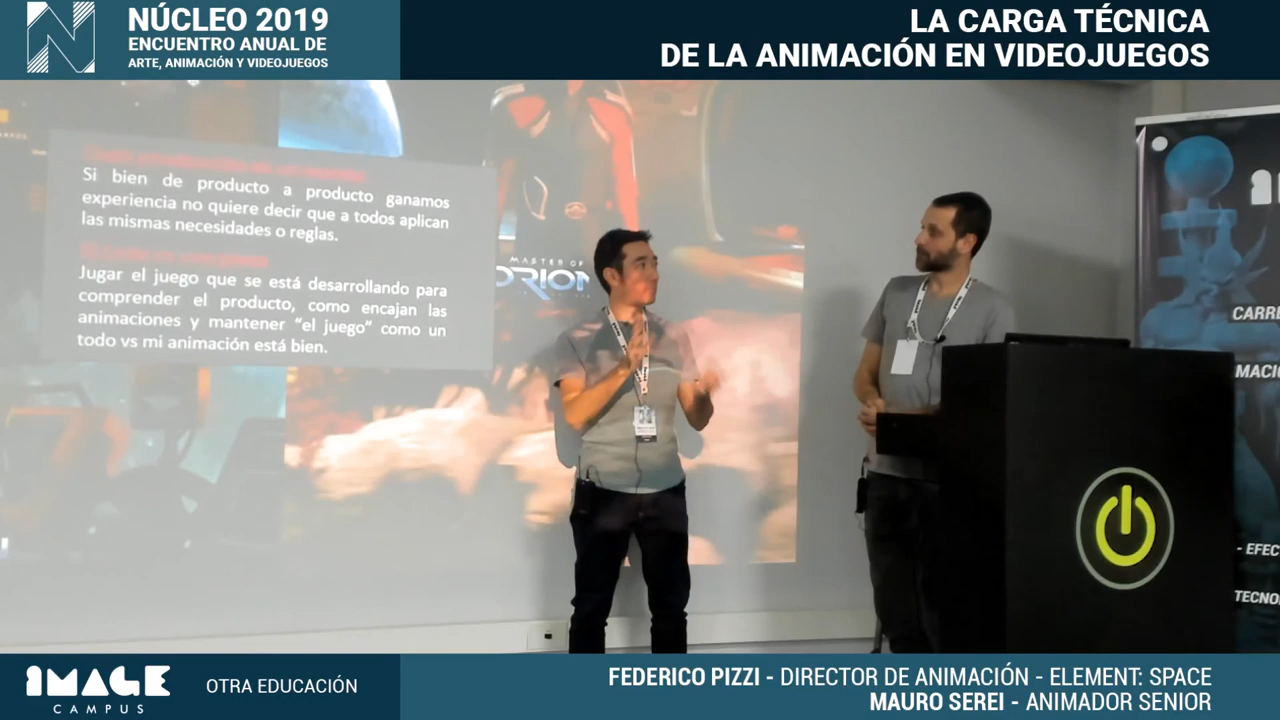 NÚCLEO 2019
ENCUENTRO ANUAL DE
ARTE, ANIMACIÓN Y VIDEOJUEGOS
LA CARGA TÉCNICA
DE LA ANIMACIÓN EN VIDEOJUEGOS
Si bien de producto a producto ganamos
experiencia no quiere decir que a todos aplican
las mismas necesidades o reglas.
Jugar el juego que se está desarrollando para
comprender el producto, como encajan las
animaciones y mantener “el juego” como un
todo vs mi animación está bien.
MASTER OF
ORION
CARRE
MACIÓ
- EFEC
TECNO
IMAGE
CAMPUS
OTRA EDUCACIÓN
FEDERICO PIZZI - DIRECTOR DE ANIMACIÓN - ELEMENT: SPACE
MAURO SEREI - ANIMADOR SENIOR